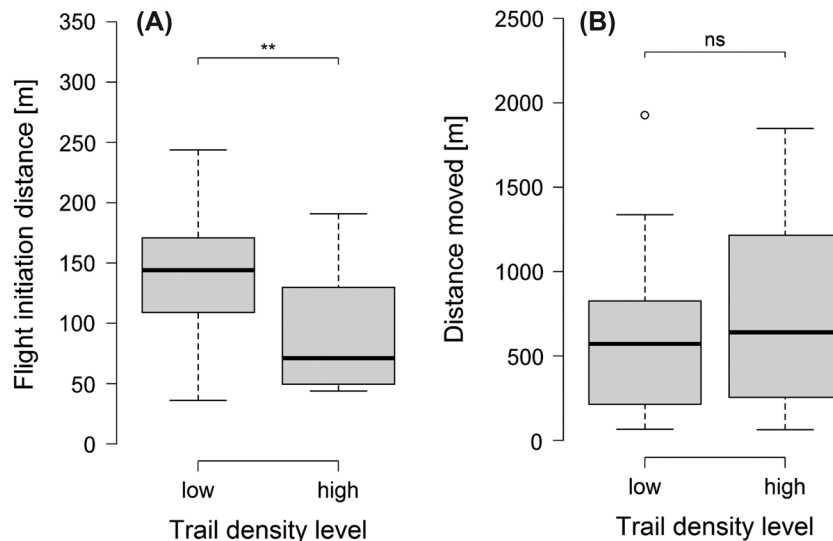 (A)
**
Flight initiation distance [m]
350
300
250
200
150
100
50
0
low high
Trail density level
(B)
ns
Distance moved [m]
2500
2000
1500
1000
500
0
low high
Trail density level